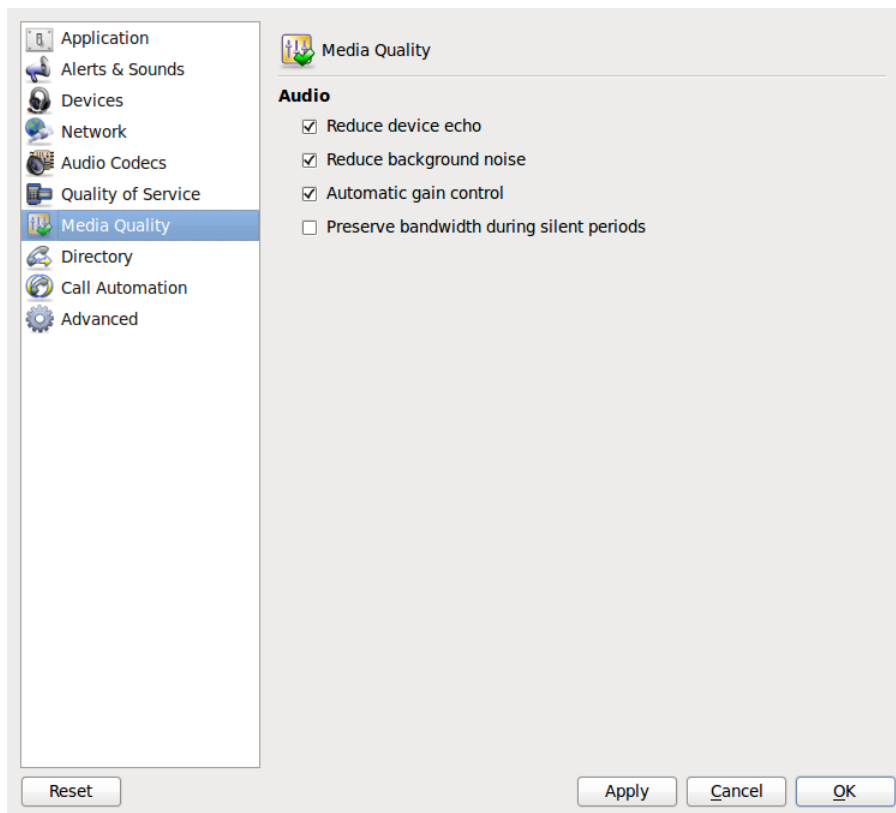 Application
Alerts & Sounds
Devices
Network
Audio Codecs
Quality of Service
Media Quality
Directory
Call Automation
Advanced
Media Quality
Audio
Reduce device echo
Reduce background noise
Automatic gain control
Preserve bandwidth during silent periods
Reset
Apply
Cancel
OK